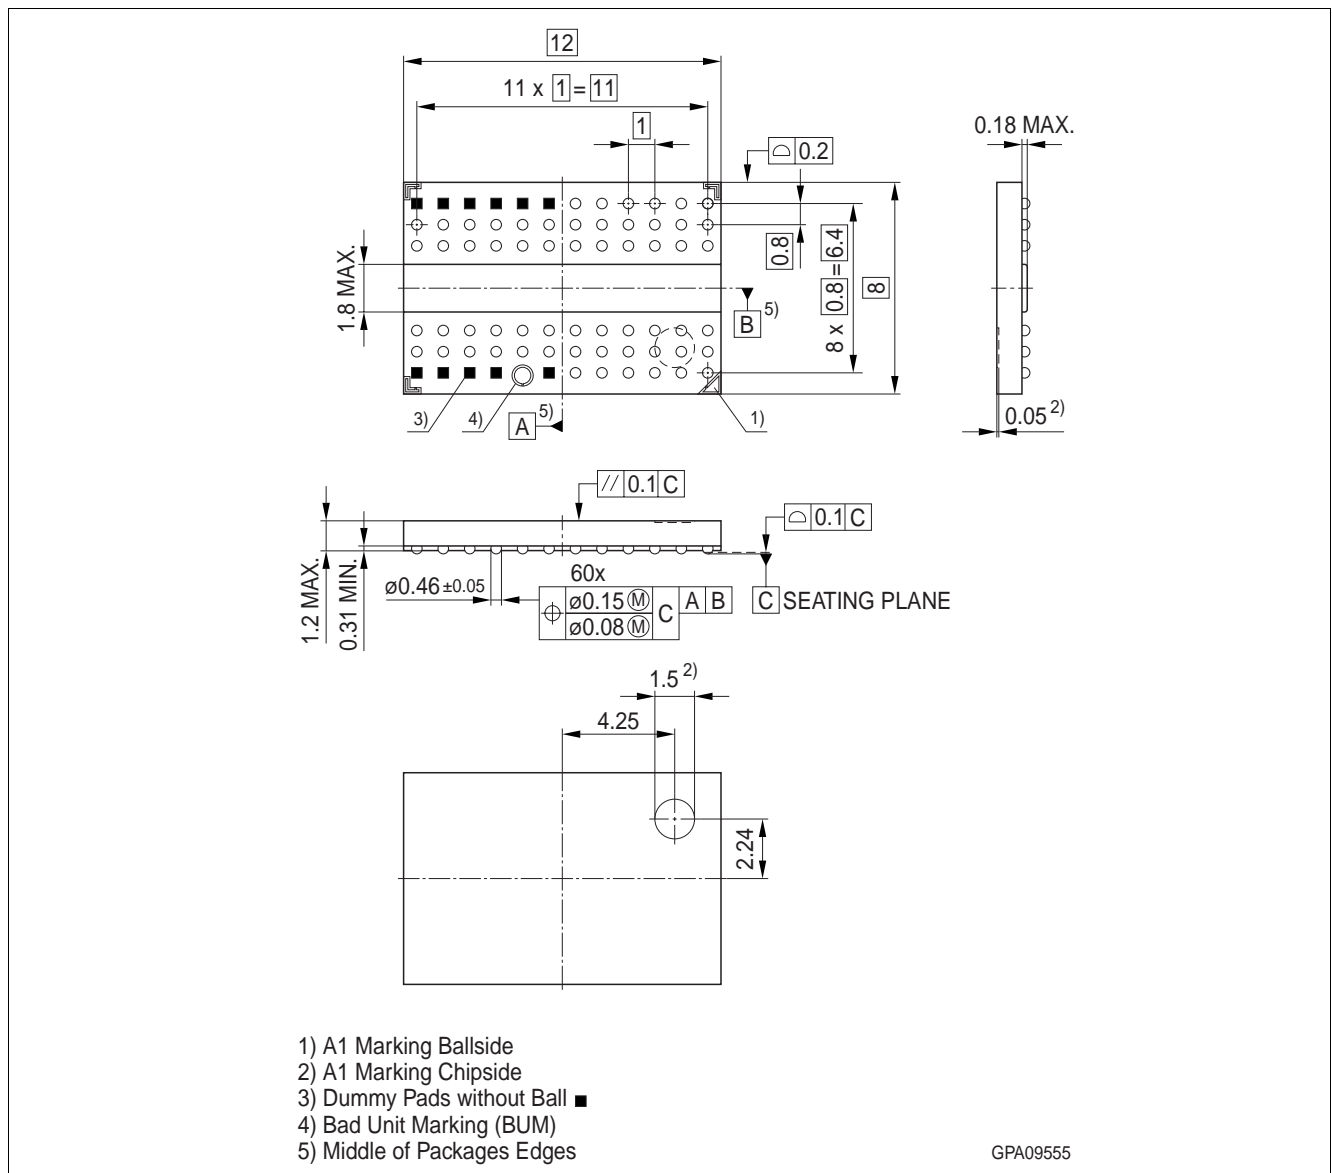 12
11 x 1 = 11
1
0.2
0.18 MAX.
1.8 MAX.
0.8
8 x 0.8 = 6.4
8
B 5)
3)
4)
A 5)
1)
0.05 2)
// 0.1 C
0.1 C
1.2 MAX.
0.31 MIN.
ø0.46 ±0.05
60x
ø0.15 Ⓜ C A B
ø0.08 Ⓜ
C SEATING PLANE
1.5 2)
4.25
2.24
1) A1 Marking Ballside
2) A1 Marking Chipside
3) Dummy Pads without Ball ■
4) Bad Unit Marking (BUM)
5) Middle of Packages Edges
GPA09555